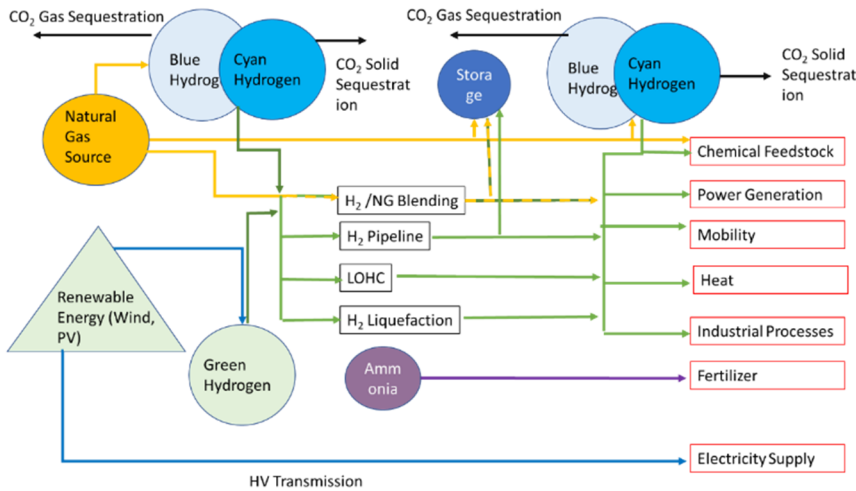 CO₂ Gas Sequestration
CO₂ Gas Sequestration
Blue
Hydrog
Cyan
Hydrogen
CO₂ Solid
Sequestrat
ion
Stora
ge
Blue
Hydrog
Cyan
Hydrogen
CO₂ Solid
Sequestrat
ion
Natural
Gas
Source
Chemical Feedstock
H₂ /NG Blending
Power Generation
H₂ Pipeline
Mobility
LOHC
Heat
Renewable
Energy (Wind,
PV)
H₂ Liquefaction
Industrial Processes
Green
Hydrogen
Amm
onia
Fertilizer
Electricity Supply
HV Transmission